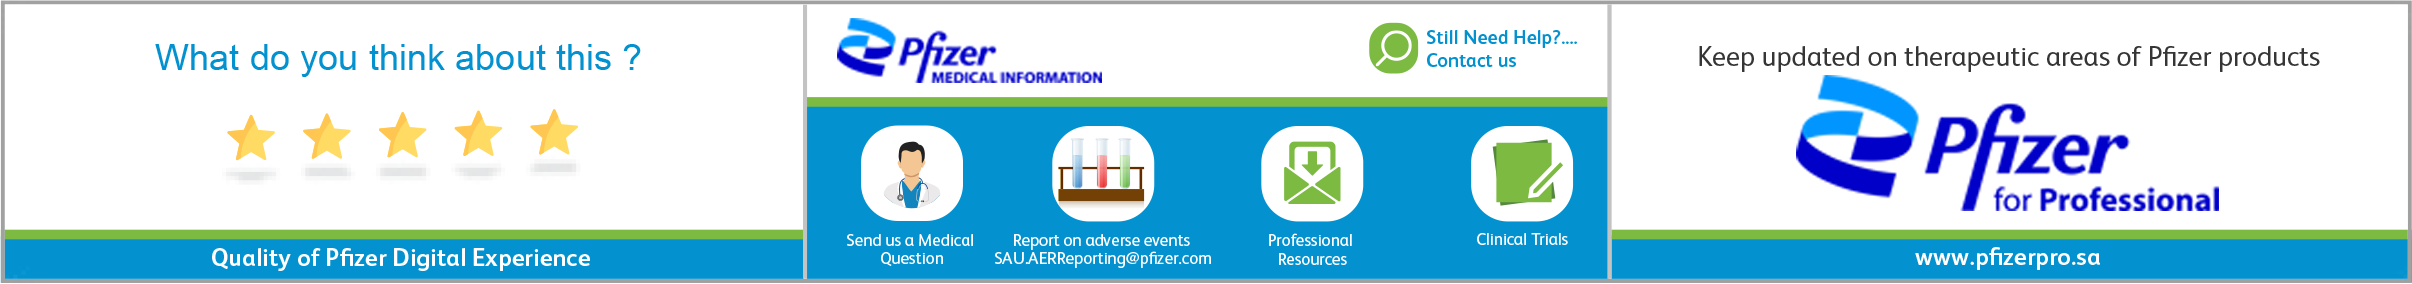 What do you think about this ?
Quality of Pfizer Digital Experience
Pfizer
MEDICAL INFORMATION
Still Need Help?....
Contact us
Send us a Medical
Question
Report on adverse events
SAU.AERReporting@pfizer.com
Professional
Resources
Clinical Trials
Keep updated on therapeutic areas of Pfizer products
Pfizer
for Professional
www.pfizerpro.sa